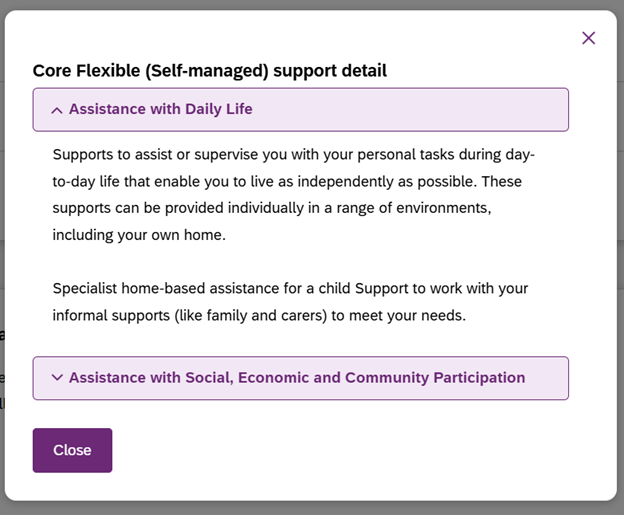 Core Flexible (Self-managed) support detail
Assistance with Daily Life
Supports to assist or supervise you with your personal tasks during day-
to-day life that enable you to live as independently as possible. These
supports can be provided individually in a range of environments,
including your own home.
Specialist home-based assistance for a child Support to work with your
informal supports (like family and carers) to meet your needs.
Assistance with Social, Economic and Community Participation
Close